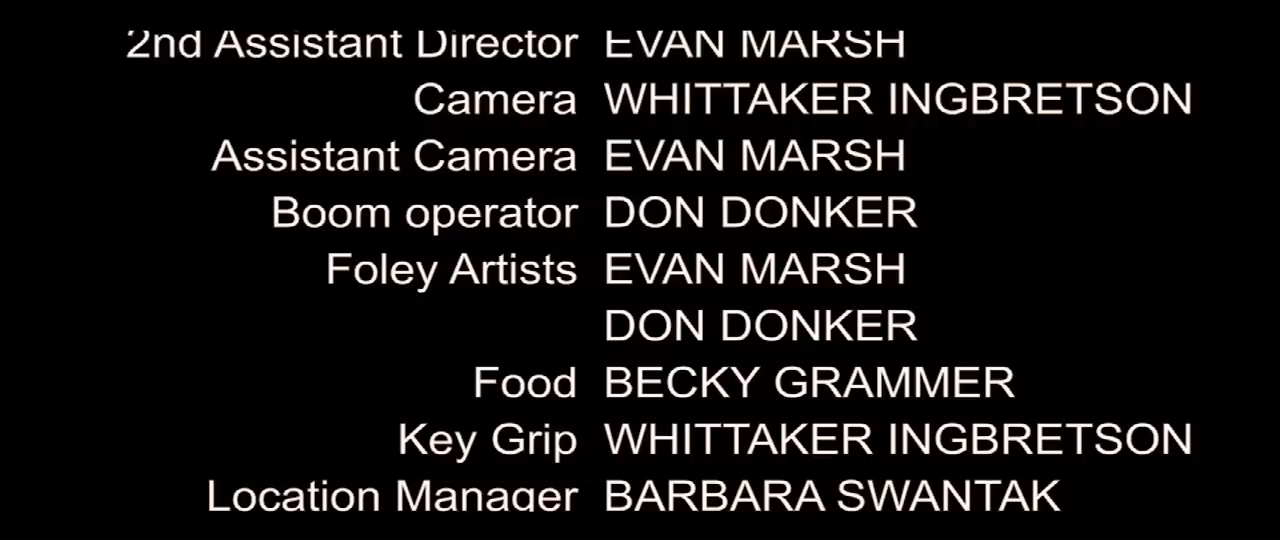 2nd Assistant Director EVAN MARSH
Camera WHITTAKER INGBRETSON
Assistant Camera EVAN MARSH
Boom operator DON DONKER
Foley Artists EVAN MARSH
DON DONKER
Food BECKY GRAMMER
Key Grip WHITTAKER INGBRETSON
Location Manager BARBARA SWANTAK